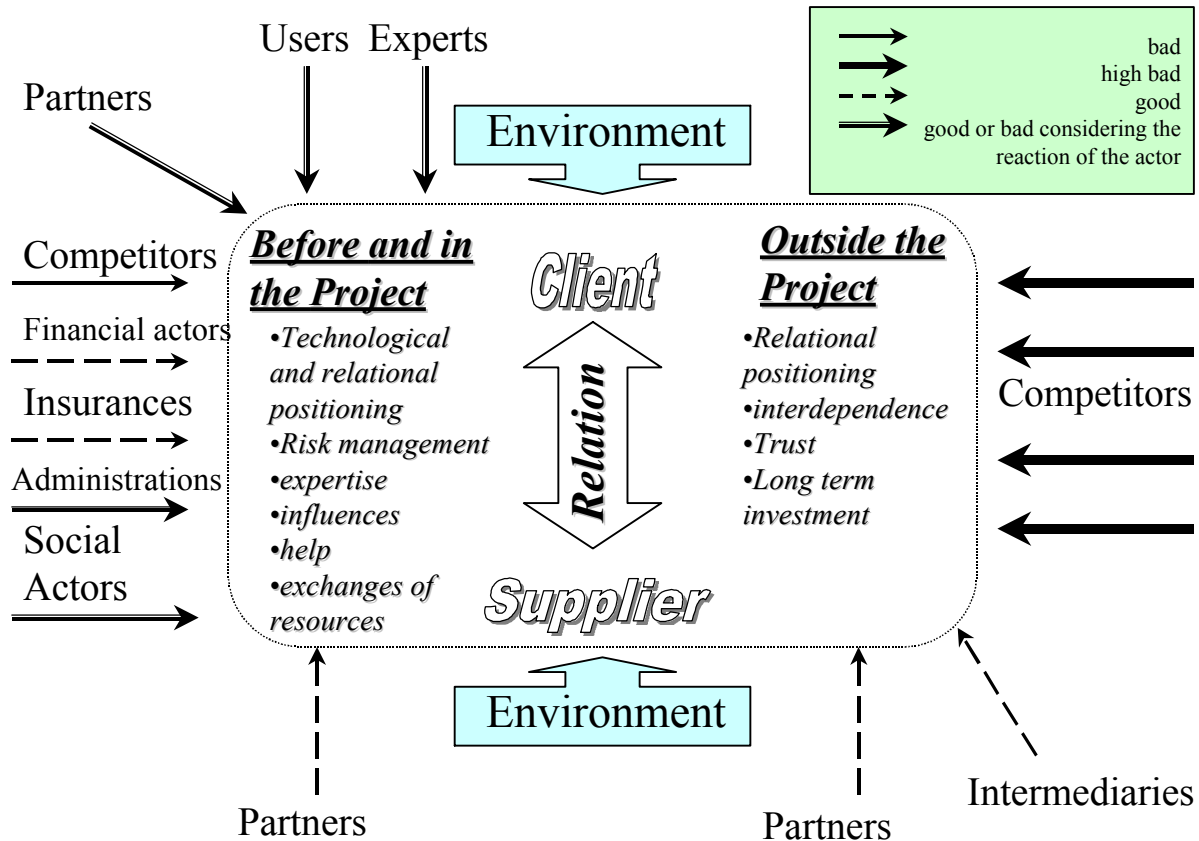 Users Experts
Partners
Environment
bad
high bad
good
good or bad considering the
reaction of the actor
Competitors
Financial actors
Insurances
Administrations
Social
Actors
Before and in
the Project
•Technological
and relational
positioning
•Risk management
•expertise
•influences
•help
•exchanges of
resources
Client
Relation
Supplier
Outside the
Project
•Relational
positioning
•interdependence
•Trust
•Long term
investment
Competitors
Environment
Partners
Partners
Intermediaries